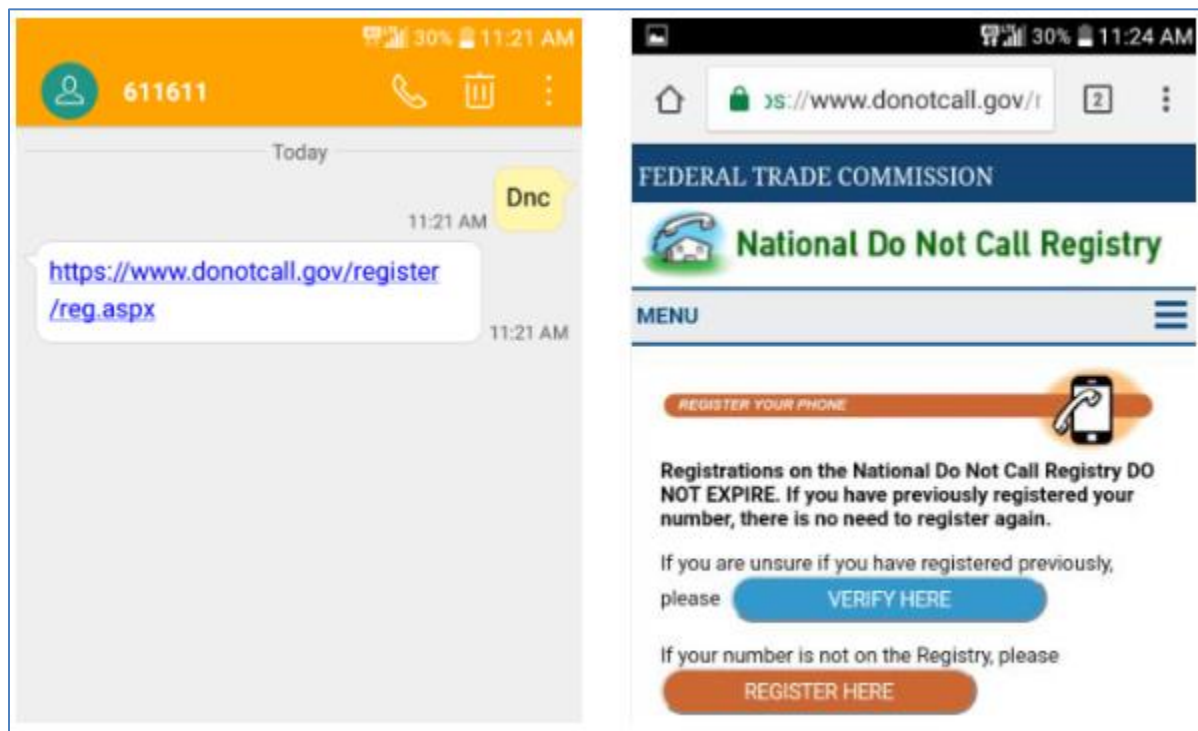 30% 11:21 AM
611611
Today
Dnc
11:21 AM
https://www.donotcall.gov/register
/reg.aspx
11:21 AM
30% 11:24 AM
os://www.donotcall.gov/r
2
FEDERAL TRADE COMMISSION
National Do Not Call Registry
MENU
REGISTER YOUR PHONE
Registrations on the National Do Not Call Registry DO
NOT EXPIRE. If you have previously registered your
number, there is no need to register again.
If you are unsure if you have registered previously,
please VERIFY HERE
If your number is not on the Registry, please
REGISTER HERE